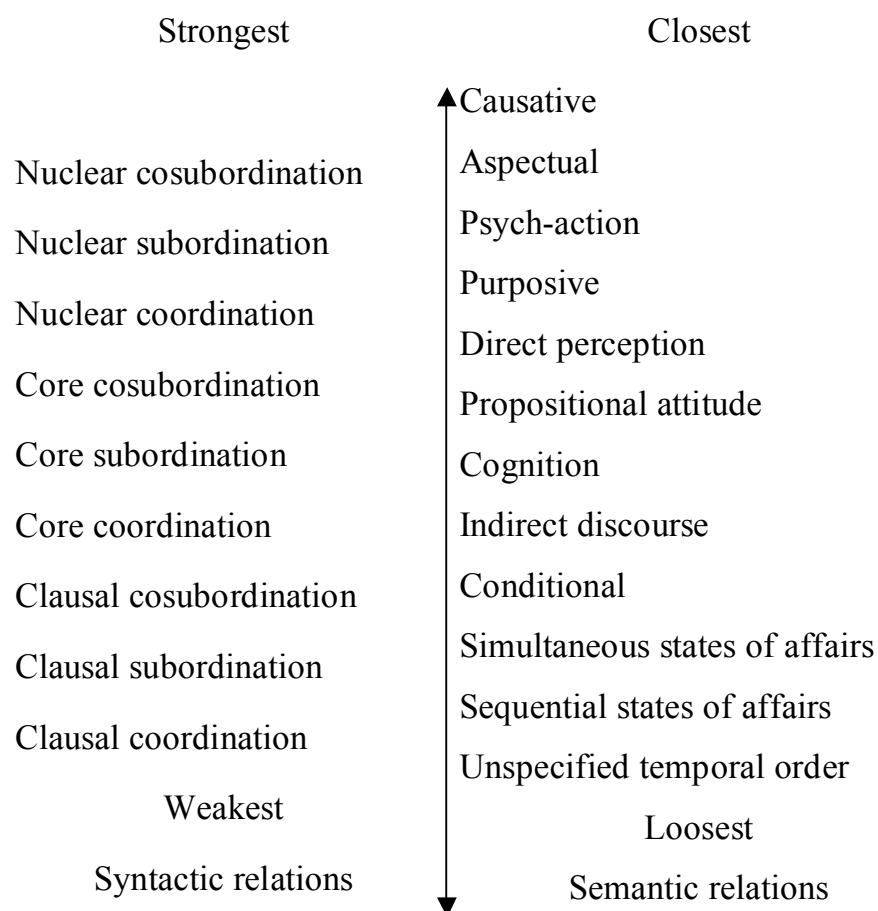 Strongest
Nuclear cosubordination
Nuclear subordination
Nuclear coordination
Core cosubordination
Core subordination
Core coordination
Clausal cosubordination
Clausal subordination
Clausal coordination
Weakest
Syntactic relations
Closest
Causative
Aspectual
Psych-action
Purposive
Direct perception
Propositional attitude
Cognition
Indirect discourse
Conditional
Simultaneous states of affairs
Sequential states of affairs
Unspecified temporal order
Loosest
Semantic relations